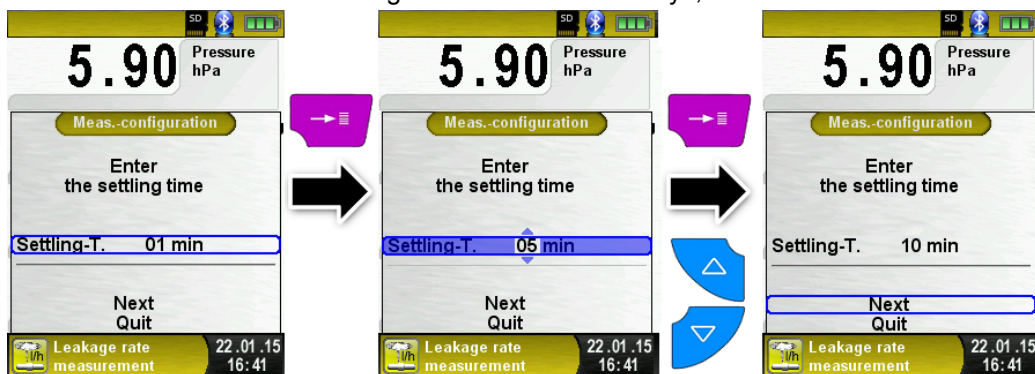 SD
5.90 Pressure
hPa
Meas.-configuration
Enter
the settling time
Settling-T. 01 min
Next
Quit
l/h Leakage rate
measurement
22.01.15
16:41
SD
5.90 Pressure
hPa
Meas.-configuration
Enter
the settling time
Settling-T. 05 min
Next
Quit
l/h Leakage rate
measurement
22.01.15
16:41
SD
5.90 Pressure
hPa
Meas.-configuration
Enter
the settling time
Settling-T. 10 min
Next
Quit
l/h Leakage rate
measurement
22.01.15
16:41